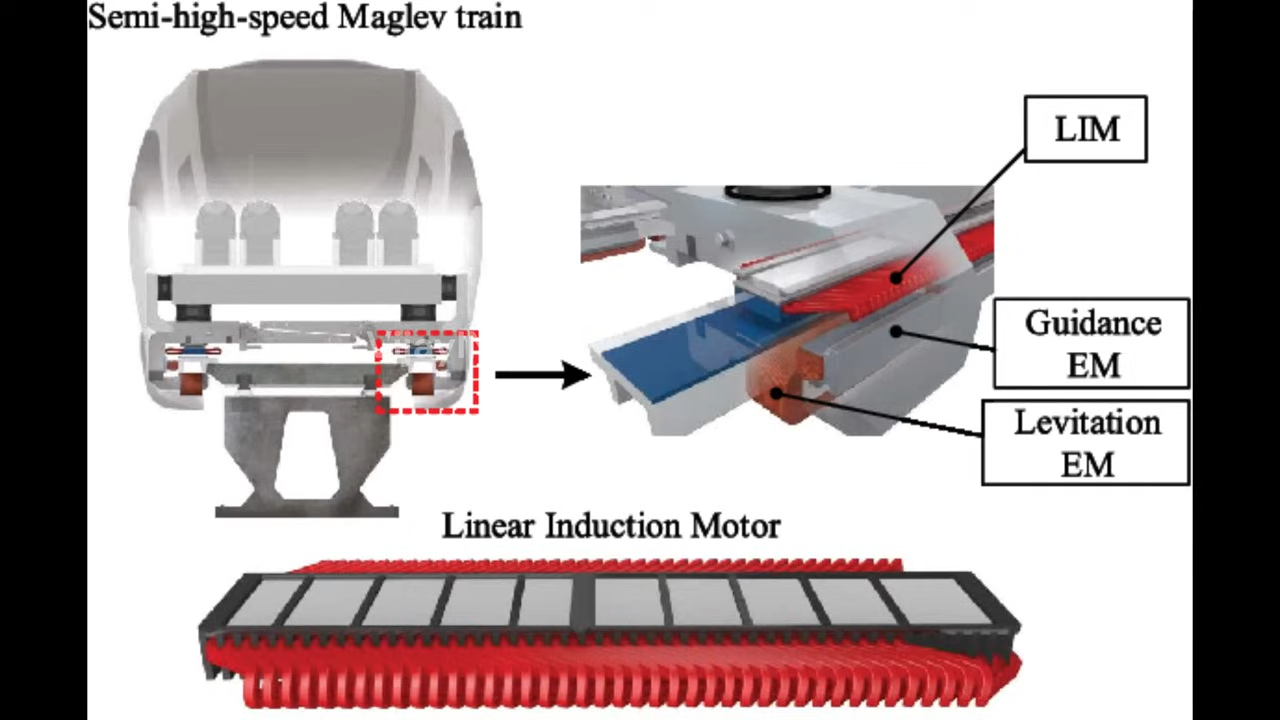 Semi-high-speed Maglev train
LIM
Guidance
EM
Levitation
EM
Linear Induction Motor